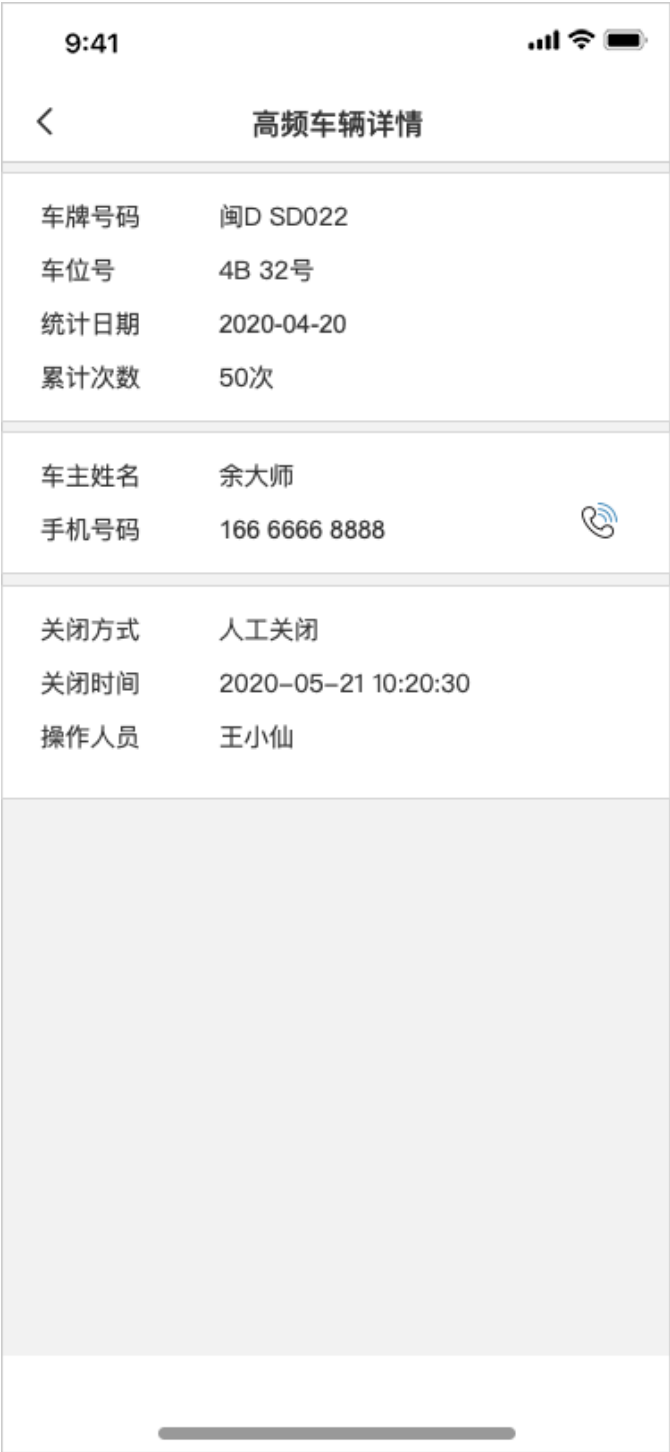 9:41
高频车辆详情
车牌号码 闽D SD022
车位号 4B 32号
统计日期 2020-04-20
累计次数 50次
车主姓名 余大师
手机号码 166 6666 8888
关闭方式 人工关闭
关闭时间 2020–05–21 10:20:30
操作人员 王小仙